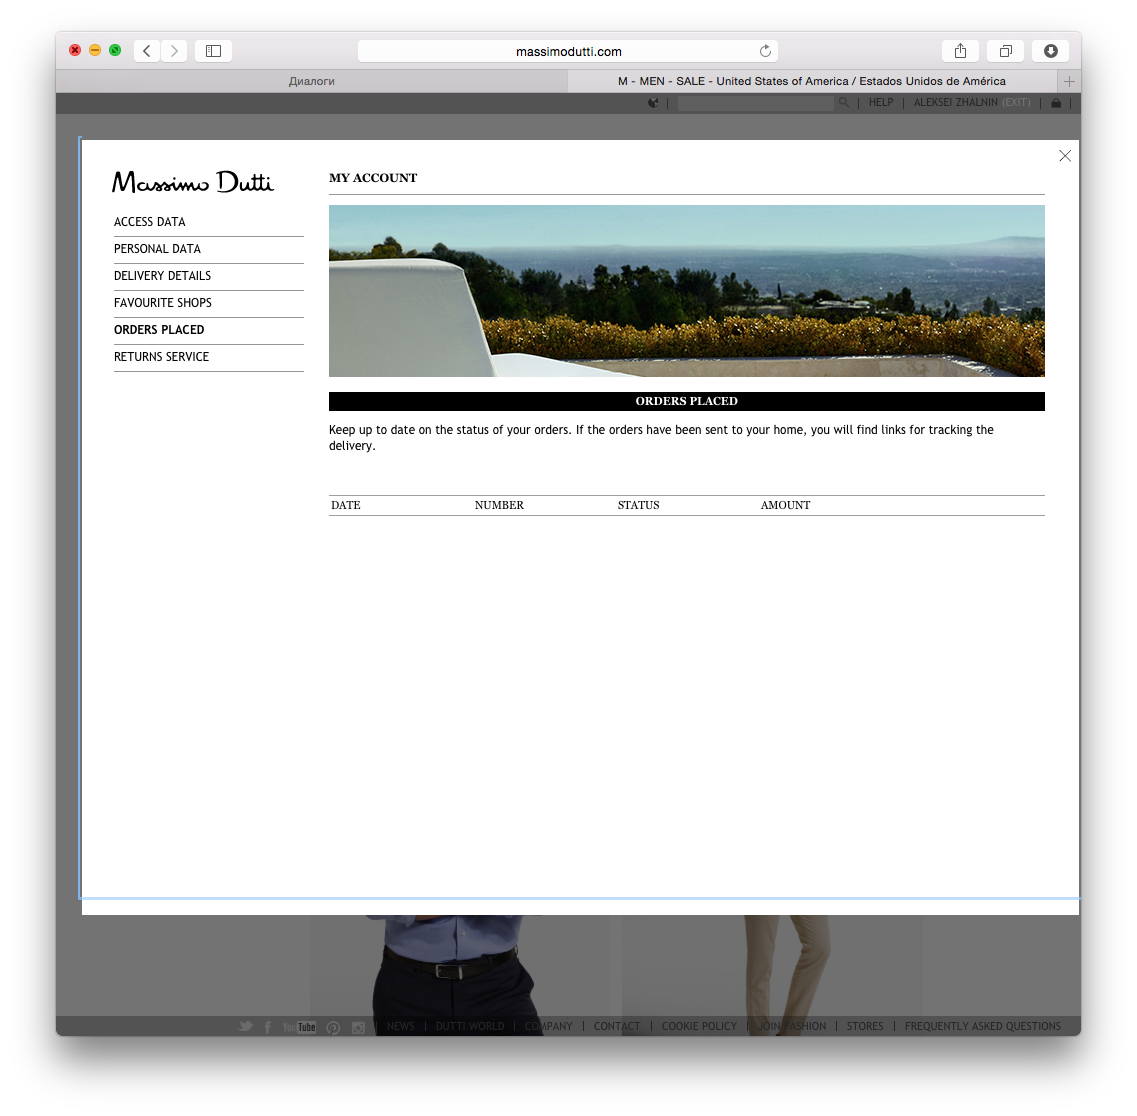 massimodutti.com
Диалоги
M - MEN - SALE - United States of America / Estados Unidos de América
HELP | ALEKSEI ZHALNIN (EXIT)
Massimo Dutti
ACCESS DATA
PERSONAL DATA
DELIVERY DETAILS
FAVOURITE SHOPS
ORDERS PLACED
RETURNS SERVICE
MY ACCOUNT
ORDERS PLACED
Keep up to date on the status of your orders. If the orders have been sent to your home, you will find links for tracking the
delivery.
DATE NUMBER STATUS AMOUNT
You Tube | NEWS | DUTTI WORLD | COMPANY | CONTACT | COOKIE POLICY | JOIN FASHION | STORES | FREQUENTLY ASKED QUESTIONS